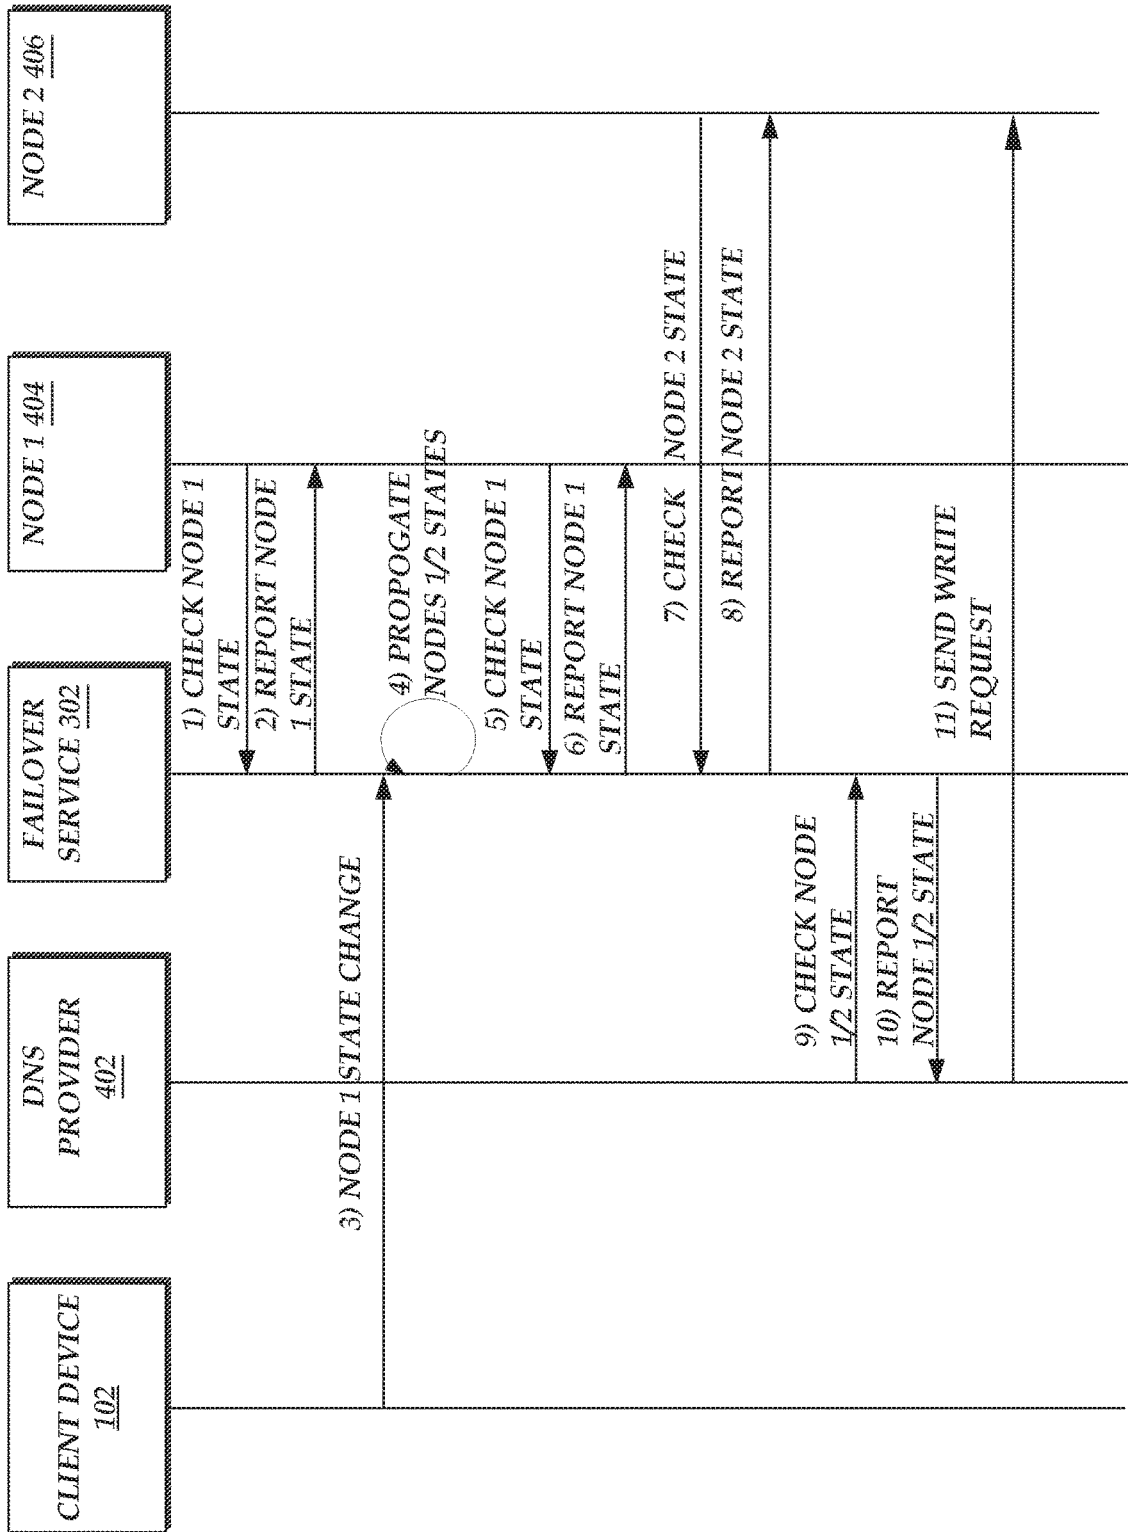 CLIENT DEVICE
102
DNS
PROVIDER
402
FAILOVER
SERVICE 302
NODE 1 404
NODE 2 406
1) CHECK NODE 1
STATE
2) REPORT NODE
1 STATE
3) NODE 1 STATE CHANGE
4) PROPOGATE
NODES 1/2 STATES
5) CHECK NODE 1
STATE
6) REPORT NODE 1
STATE
7) CHECK NODE 2 STATE
8) REPORT NODE 2 STATE
9) CHECK NODE
1/2 STATE
10) REPORT
NODE 1/2 STATE
11) SEND WRITE
REQUEST